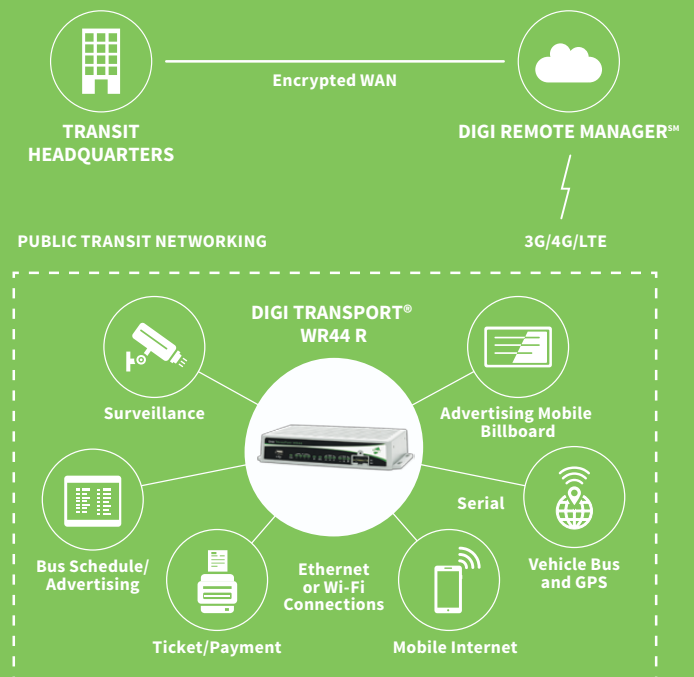 Encrypted WAN
TRANSIT
HEADQUARTERS
DIGI REMOTE MANAGER℠
PUBLIC TRANSIT NETWORKING
3G/4G/LTE
DIGI TRANSPORT®
WR44 R
Surveillance
Advertising Mobile
Billboard
Serial
Bus Schedule/
Advertising
Ethernet
or Wi-Fi
Connections
Vehicle Bus
and GPS
Ticket/Payment
Mobile Internet